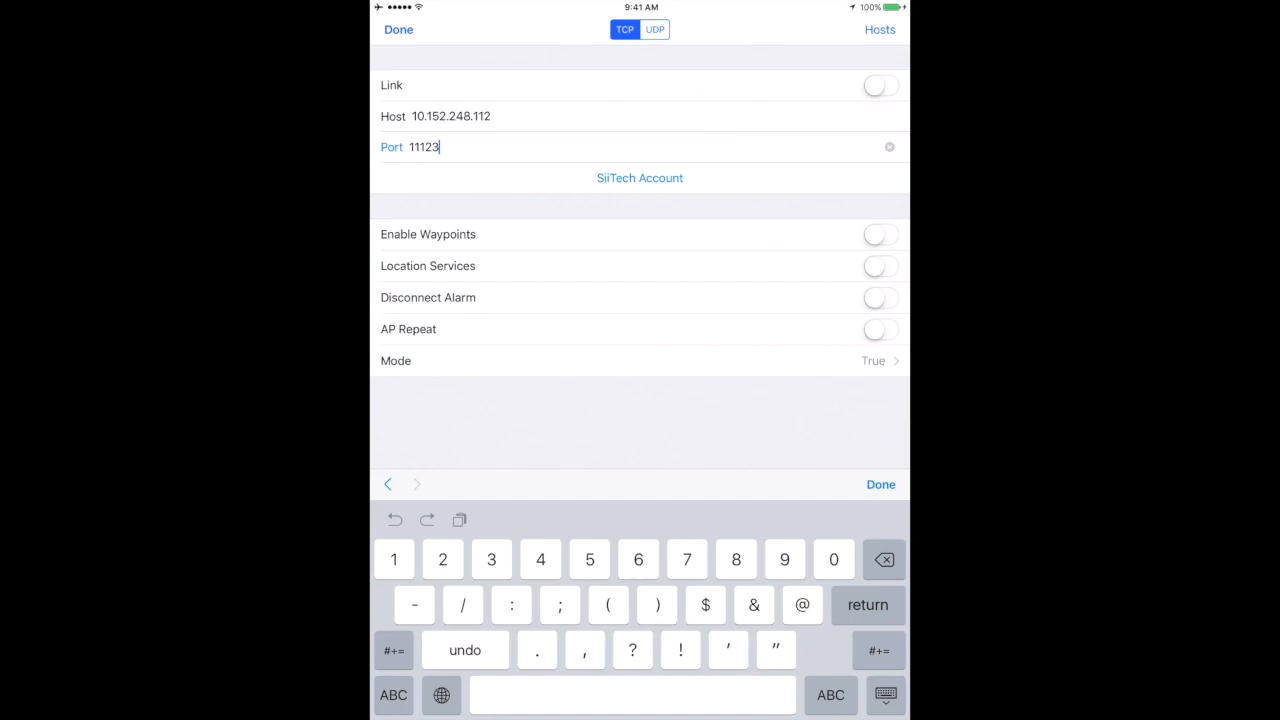 9:41 AM 100%
Done TCP UDP Hosts
Link
Host 10.152.248.112
Port 11123
SiiTech Account
Enable Waypoints
Location Services
Disconnect Alarm
AP Repeat
Mode True
Done
1 2 3 4 5 6 7 8 9 0
- / : ; ( ) $ & @ return
#+= undo . , ? ! ' " #+=
ABC ABC